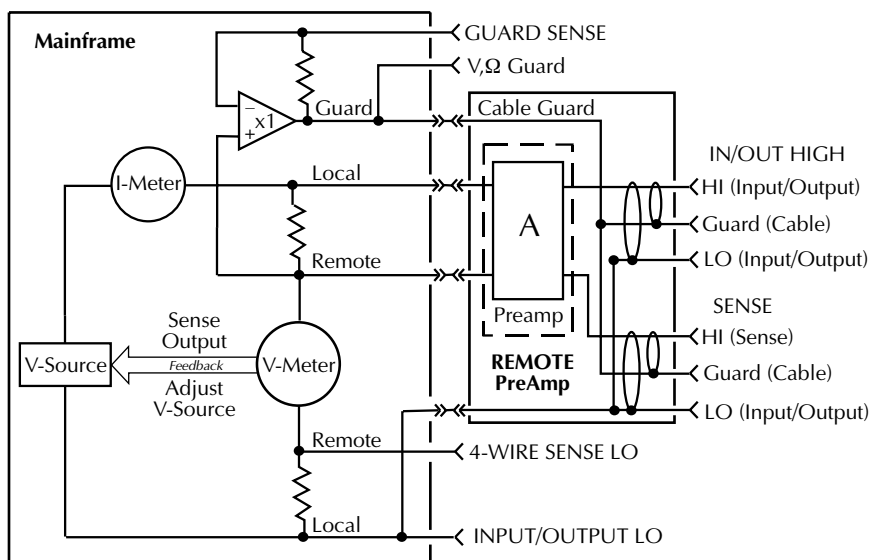 Mainframe
GUARD SENSE
V,Ω Guard
−
x1
+
Guard
Cable Guard
IN/OUT HIGH
I-Meter
Local
HI (Input/Output)
A
Guard (Cable)
LO (Input/Output)
Remote
SENSE
Preamp
HI (Sense)
Sense
Output
V-Source
Feedback
V-Meter
REMOTE
PreAmp
Guard (Cable)
Adjust
V-Source
LO (Input/Output)
Remote
4-WIRE SENSE LO
Local
INPUT/OUTPUT LO